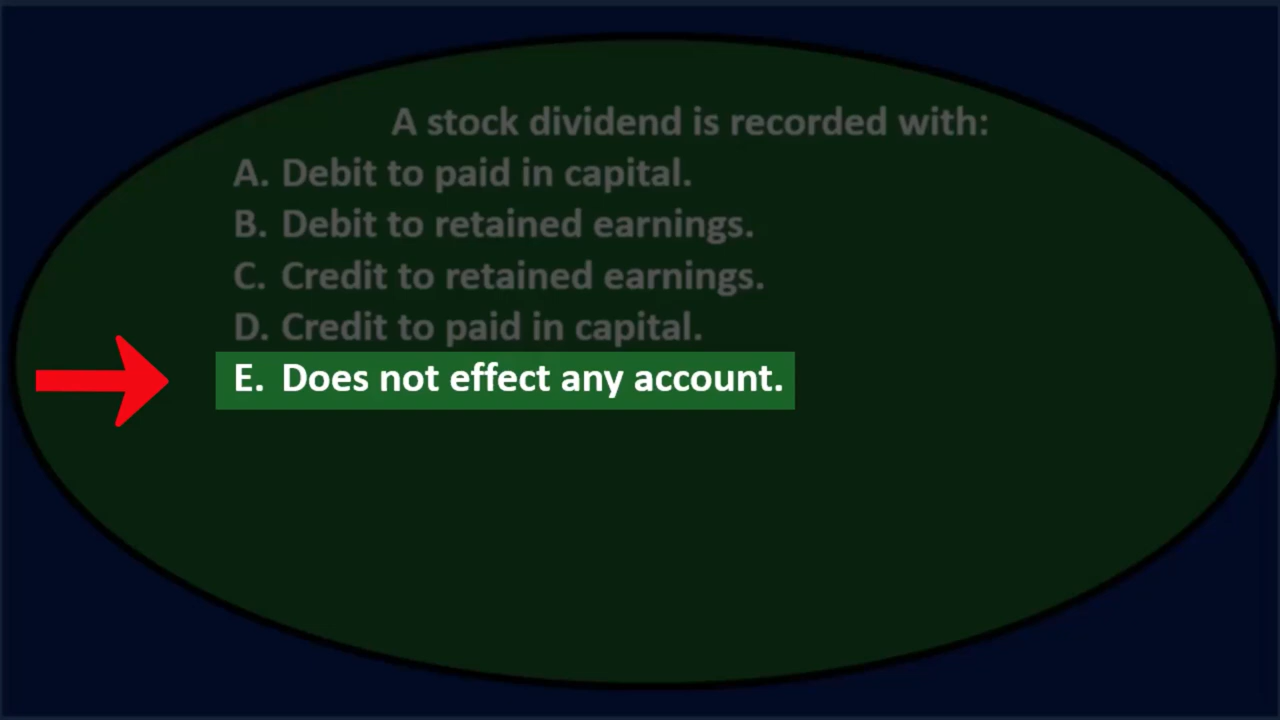 A stock dividend is recorded with:
A. Debit to paid in capital.
B. Debit to retained earnings.
C. Credit to retained earnings.
D. Credit to paid in capital.
E. Does not effect any account.